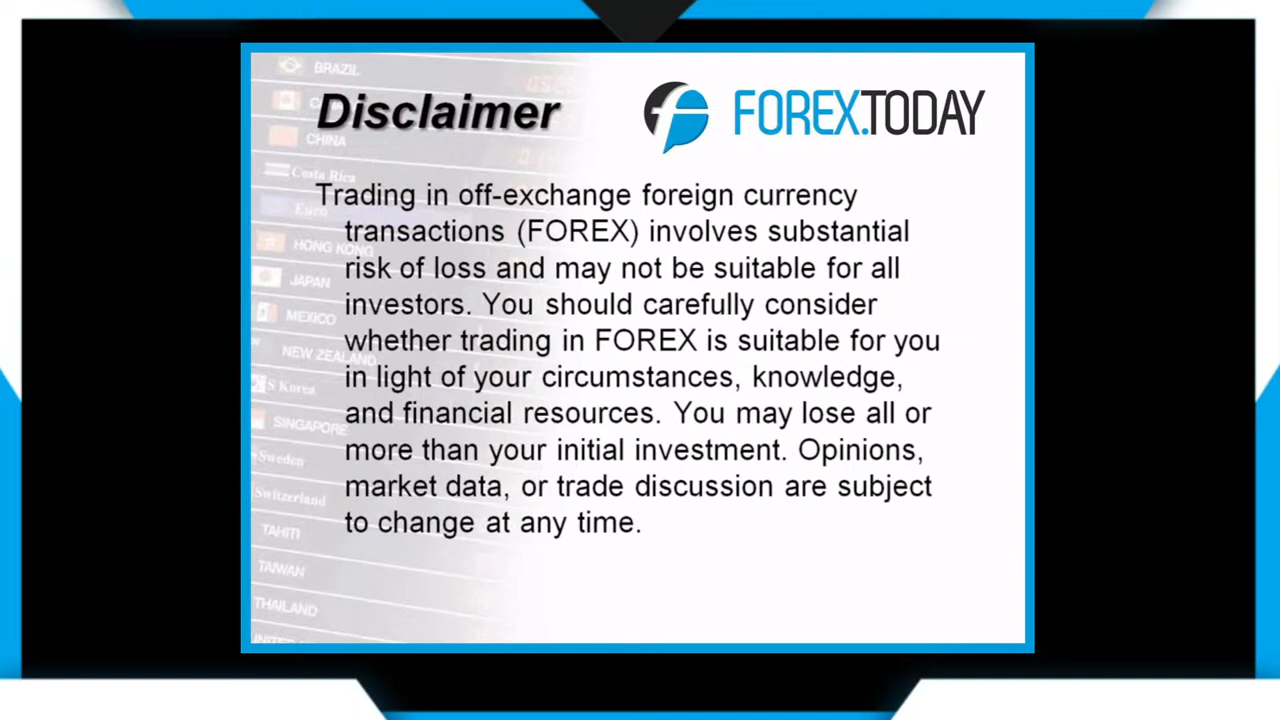 Disclaimer
FOREX.TODAY
Trading in off-exchange foreign currency
transactions (FOREX) involves substantial
risk of loss and may not be suitable for all
investors. You should carefully consider
whether trading in FOREX is suitable for you
in light of your circumstances, knowledge,
and financial resources. You may lose all or
more than your initial investment. Opinions,
market data, or trade discussion are subject
to change at any time.
BRAZIL
CHINA
Costa Rica
Euro
HONG KONG
JAPAN
MEXICO
NEW ZEALAND
S Korea
SINGAPORE
Sweden
Switzerland
TAHITI
TAIWAN
THAILAND